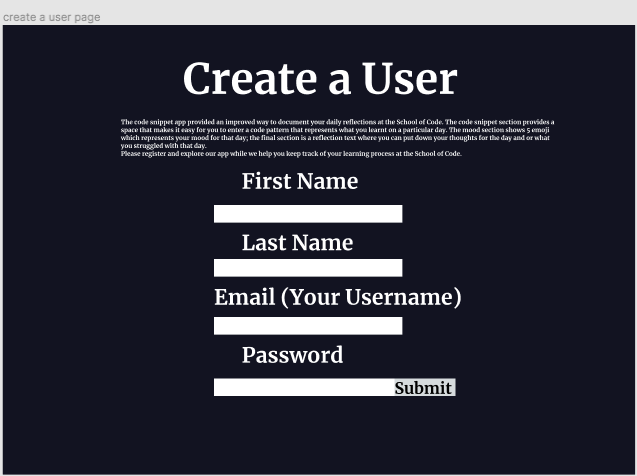 create a user page
Create a User
The code snippet app provided an improved way to document your daily reflections at the School of Code. The code snippet section provides a
space that makes it easy for you to enter a code pattern that represents what you learnt on a particular day. The mood section shows 5 emoji
which represents your mood for that day; the final section is a reflection text where you can put down your thoughts for the day and or what
you struggled with that day.
Please register and explore our app while we help you keep track of your learning process at the School of Code.
First Name
Last Name
Email (Your Username)
Password
Submit